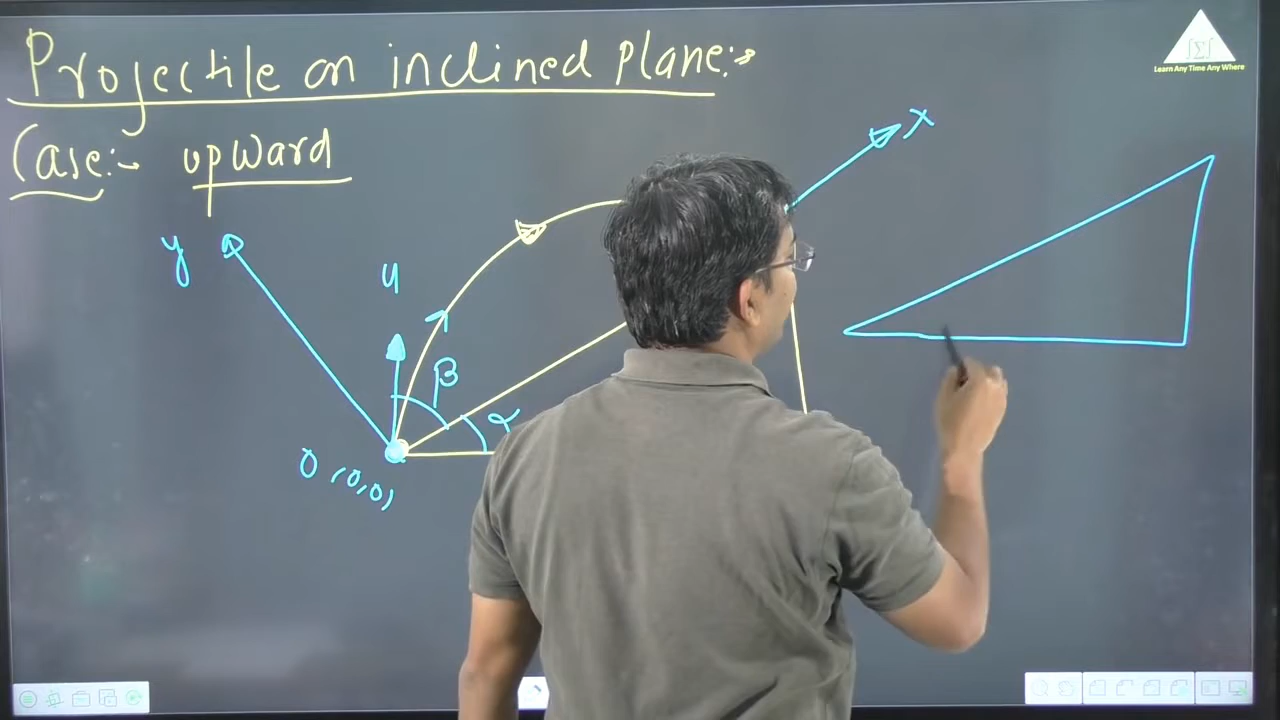 Projectile on inclined plane:→
Case:- upward
x
y
u
β
α
O (0,0)
∫Σ∫
Learn Any Time Any Where